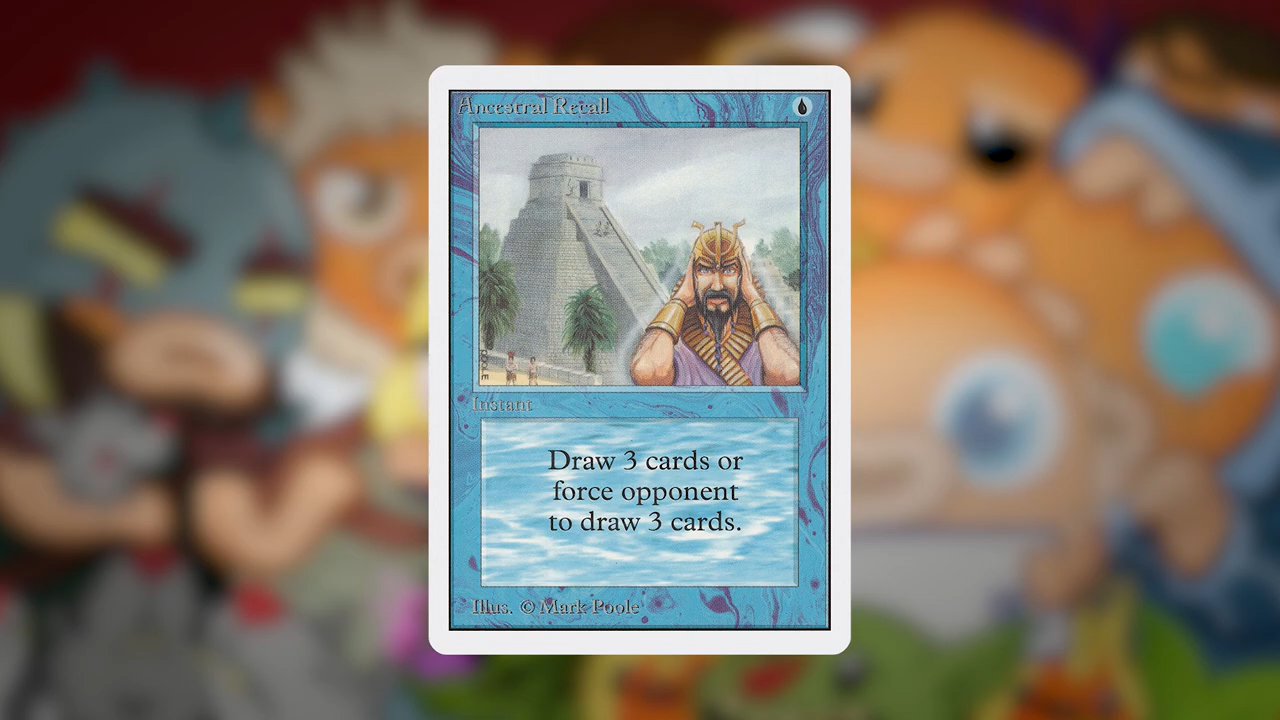 Ancestral Recall
Instant
Draw 3 cards or
force opponent
to draw 3 cards.
Illus. © Mark Poole